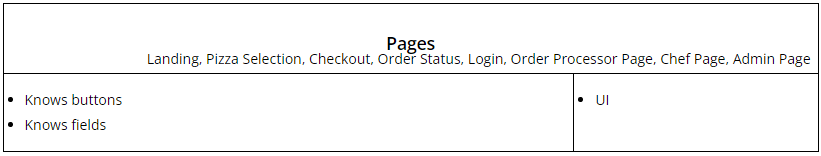 Pages
Landing, Pizza Selection, Checkout, Order Status, Login, Order Processor Page, Chef Page, Admin Page
Knows buttons
Knows fields
UI